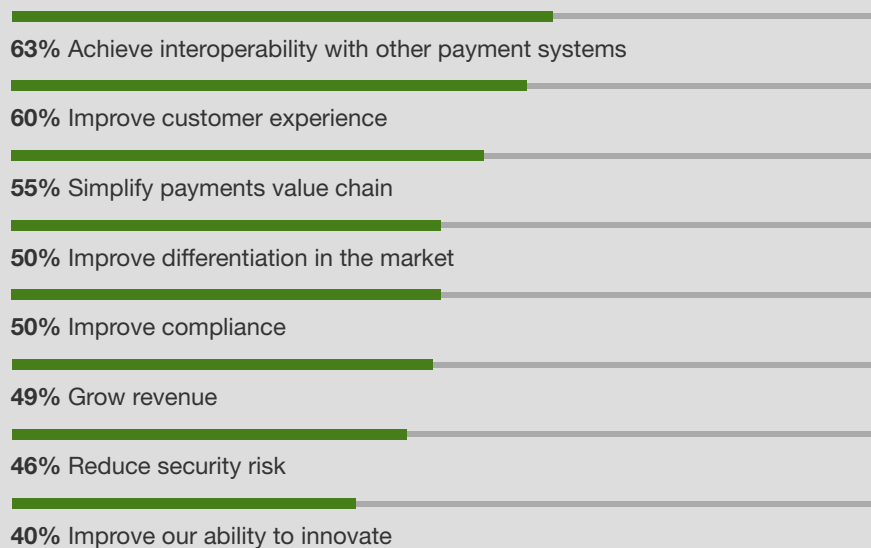 63% Achieve interoperability with other payment systems
60% Improve customer experience
55% Simplify payments value chain
50% Improve differentiation in the market
50% Improve compliance
49% Grow revenue
46% Reduce security risk
40% Improve our ability to innovate